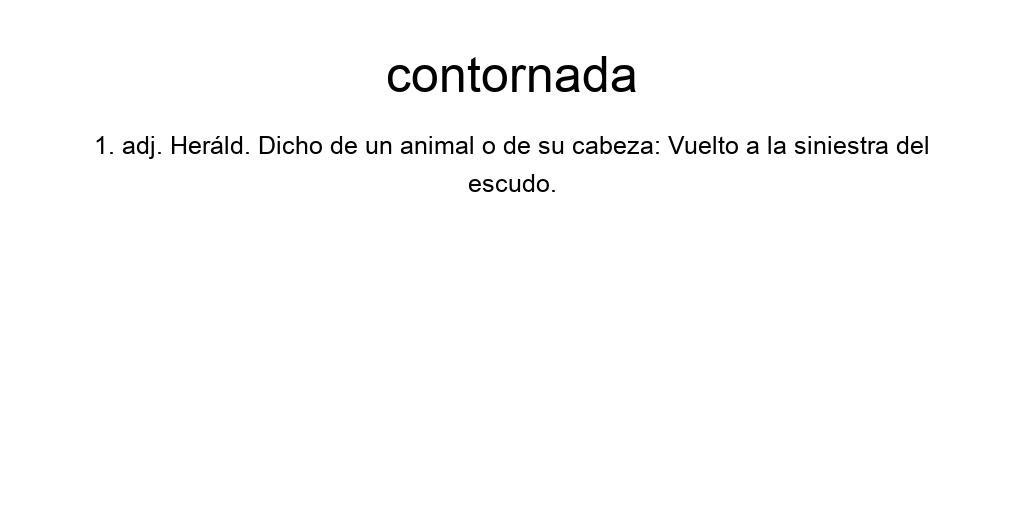 contornada
1. adj. Heráld. Dicho de un animal o de su cabeza: Vuelto a la siniestra del
escudo.